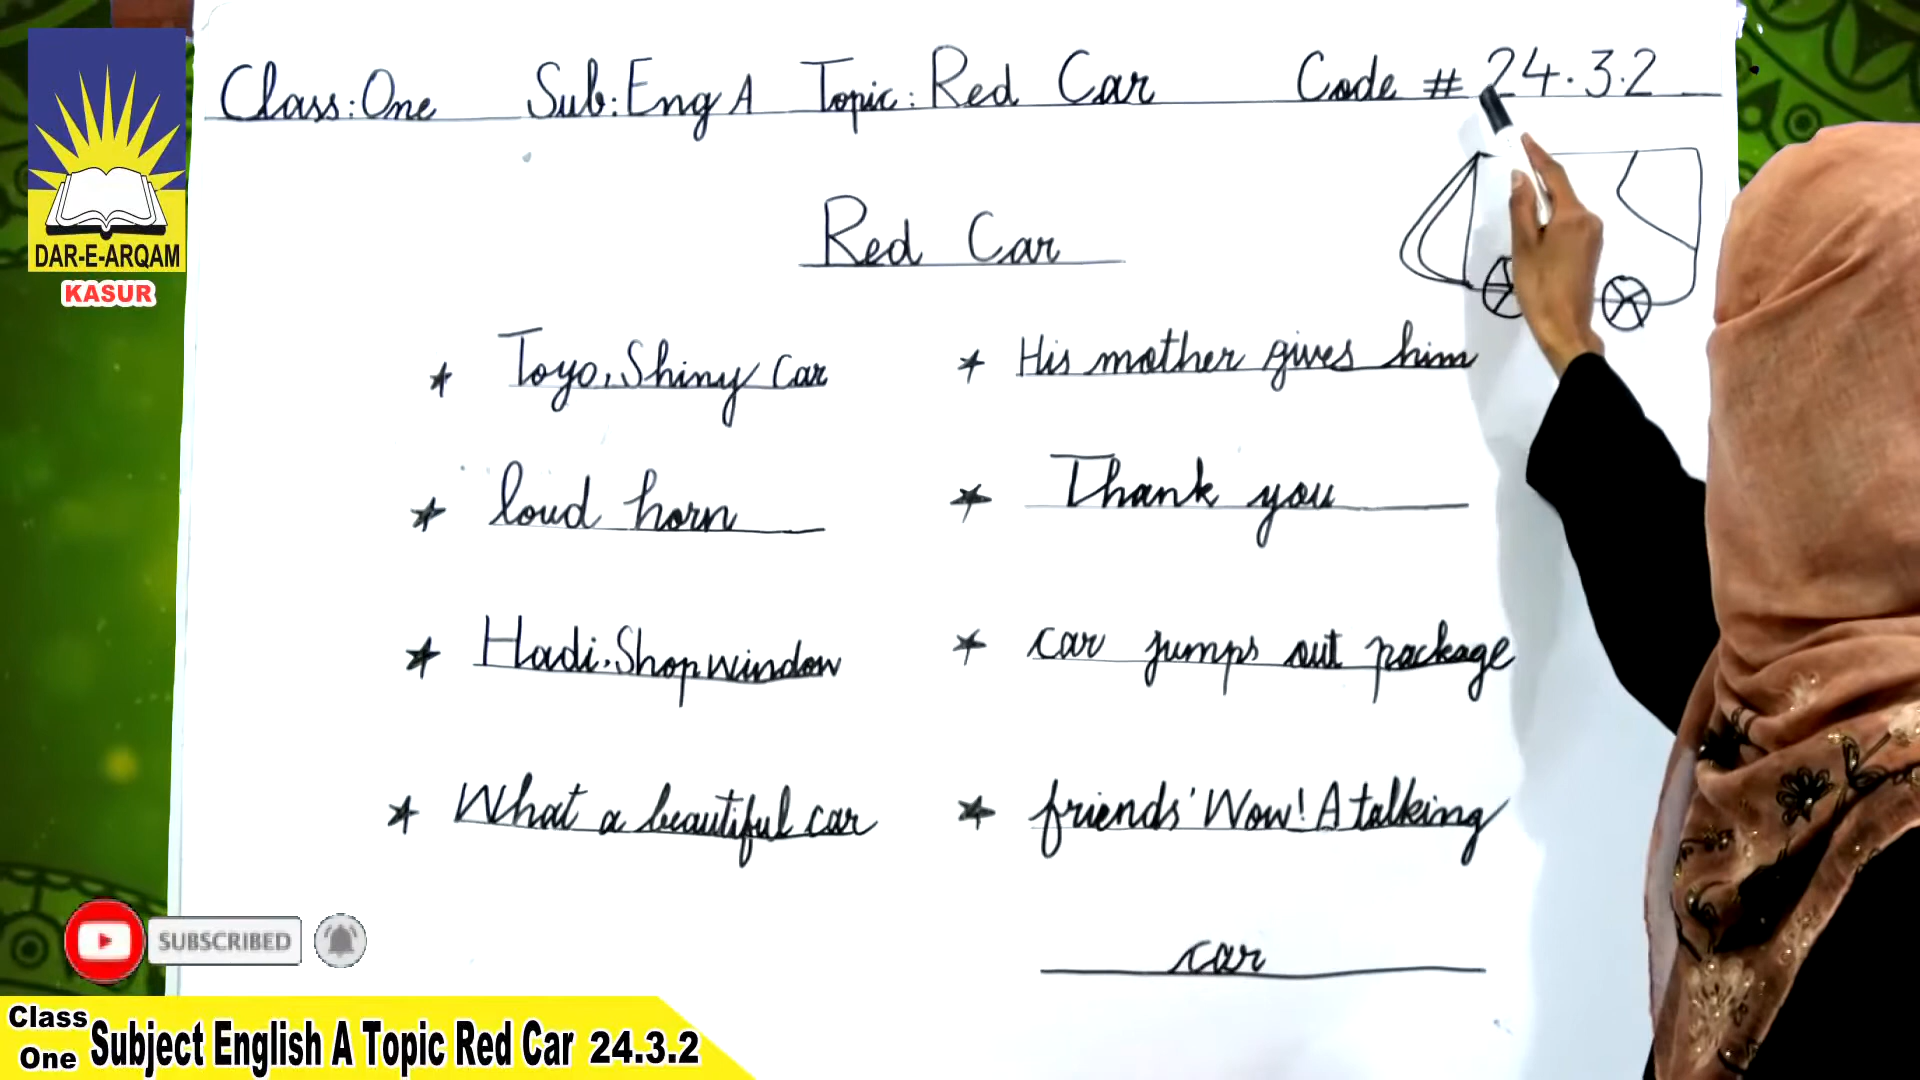 Class: One Sub: Eng A Topic: Red Car Code # 24.3.2
Red Car
Toyo, Shiny Car
loud horn
Hadi. Shop window
What a beautiful car
His mother gives him
Thank you
car jumps out package
friends' Wow! A talking
car
DAR-E-ARQAM
KASUR
SUBSCRIBED
Class One
Subject English A Topic Red Car 24.3.2